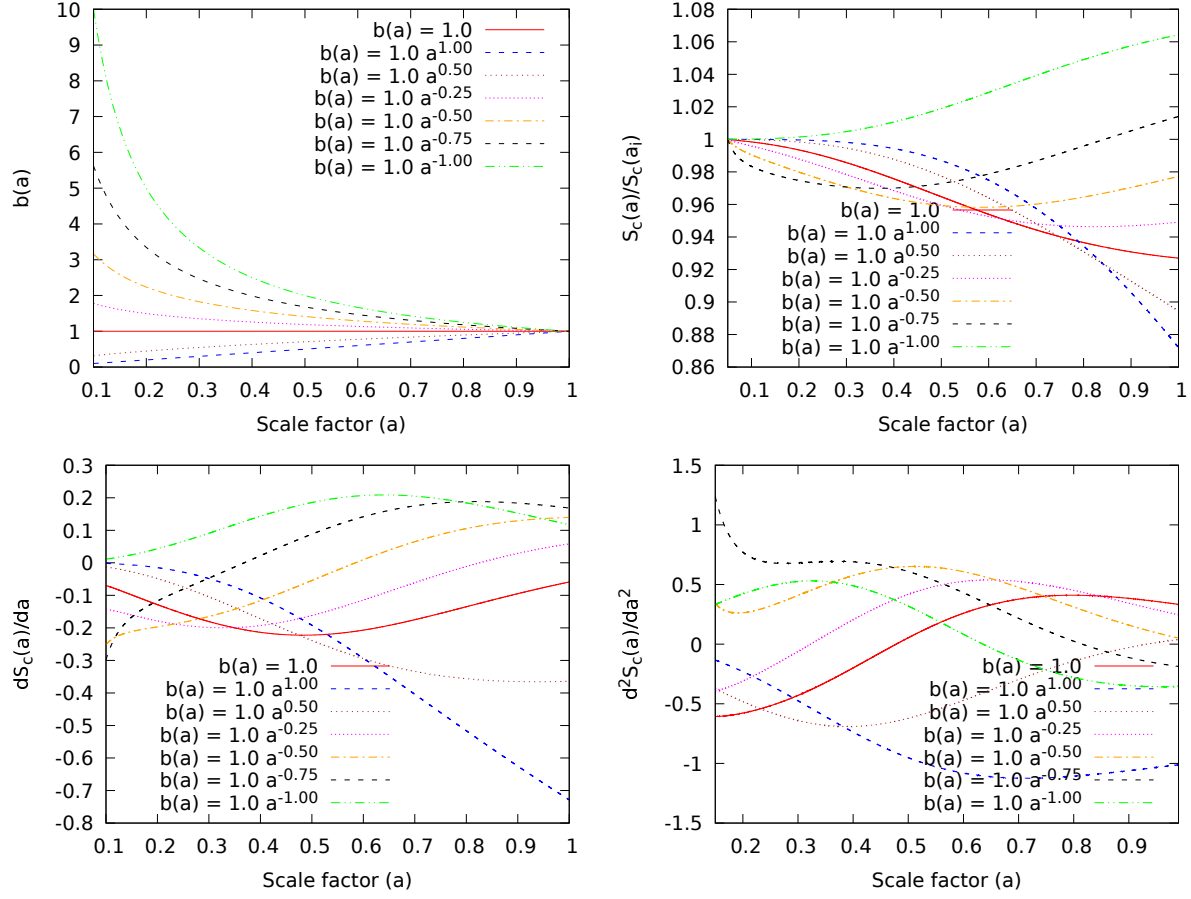 10
9
8
7
6
5
4
3
2
1
0
b(a)
b(a) = 1.0
b(a) = 1.0 a^1.00
b(a) = 1.0 a^0.50
b(a) = 1.0 a^-0.25
b(a) = 1.0 a^-0.50
b(a) = 1.0 a^-0.75
b(a) = 1.0 a^-1.00
0.1 0.2 0.3 0.4 0.5 0.6 0.7 0.8 0.9 1
Scale factor (a)
1.08
1.06
1.04
1.02
1
0.98
0.96
0.94
0.92
0.9
0.88
0.86
S_c(a)/S_c(a_i)
b(a) = 1.0
b(a) = 1.0 a^1.00
b(a) = 1.0 a^0.50
b(a) = 1.0 a^-0.25
b(a) = 1.0 a^-0.50
b(a) = 1.0 a^-0.75
b(a) = 1.0 a^-1.00
0.1 0.2 0.3 0.4 0.5 0.6 0.7 0.8 0.9 1
Scale factor (a)
0.3
0.2
0.1
0
-0.1
-0.2
-0.3
-0.4
-0.5
-0.6
-0.7
-0.8
dS_c(a)/da
b(a) = 1.0
b(a) = 1.0 a^1.00
b(a) = 1.0 a^0.50
b(a) = 1.0 a^-0.25
b(a) = 1.0 a^-0.50
b(a) = 1.0 a^-0.75
b(a) = 1.0 a^-1.00
0.1 0.2 0.3 0.4 0.5 0.6 0.7 0.8 0.9 1
Scale factor (a)
1.5
1
0.5
0
-0.5
-1
-1.5
d^2S_c(a)/da^2
b(a) = 1.0
b(a) = 1.0 a^1.00
b(a) = 1.0 a^0.50
b(a) = 1.0 a^-0.25
b(a) = 1.0 a^-0.50
b(a) = 1.0 a^-0.75
b(a) = 1.0 a^-1.00
0.2 0.3 0.4 0.5 0.6 0.7 0.8 0.9
Scale factor (a)